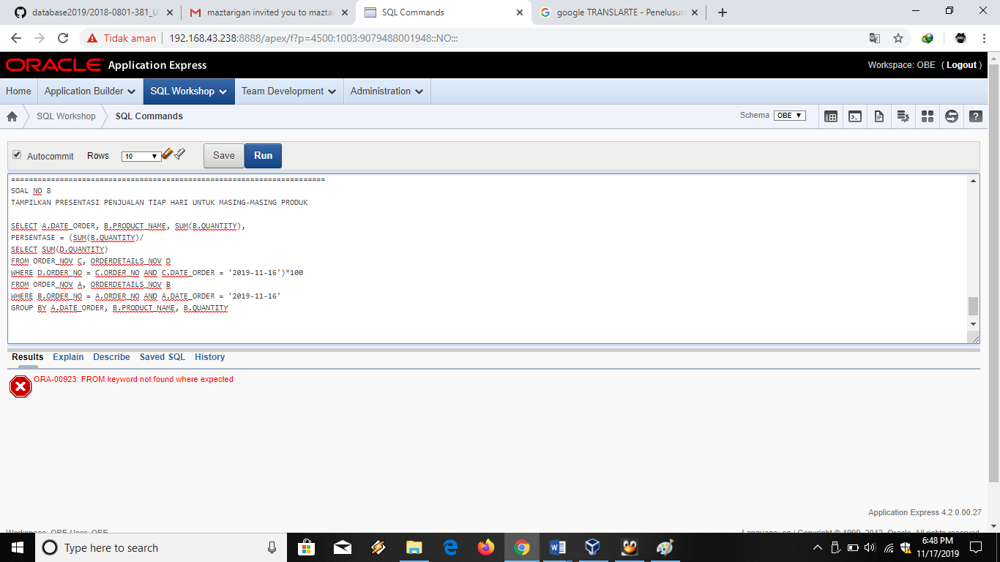 database2019/2018-0801-381_U
maztarigan invited you to maztar
SQL Commands
google TRANSLARTE - Penelusur
Tidak aman
192.168.43.238:8888/apex/f?p=4500:1003:9079488001948::NO:::
ORACLE Application Express
Workspace: OBE ( Logout )
Home
Application Builder
SQL Workshop
Team Development
Administration
SQL Workshop
SQL Commands
Schema
OBE
Autocommit
Rows
10
Save
Run
=======================================================================
SOAL NO 8
TAMPILKAN PRESENTASI PENJUALAN TIAP HARI UNTUK MASING-MASING PRODUK
SELECT A.DATE_ORDER, B.PRODUCT_NAME, SUM(B.QUANTITY),
PERSENTASE = (SUM(B.QUANTITY)/
SELECT SUM(D.QUANTITY)
FROM ORDER_NOV C, ORDERDETAILS_NOV D
WHERE D.ORDER_NO = C.ORDER_NO AND C.DATE_ORDER = '2019-11-16')*100
FROM ORDER_NOV A, ORDERDETAILS_NOV B
WHERE B.ORDER_NO = A.ORDER_NO AND A.DATE_ORDER = '2019-11-16'
GROUP BY A.DATE_ORDER, B.PRODUCT_NAME, B.QUANTITY
Results
Explain
Describe
Saved SQL
History
ORA-00923: FROM keyword not found where expected
Application Express 4.2.0.00.27
Workspace: OBE User: OBE
Language: en | Copyright © 1999, 2012, Oracle. All rights reserved.
Type here to search
6:48 PM
11/17/2019